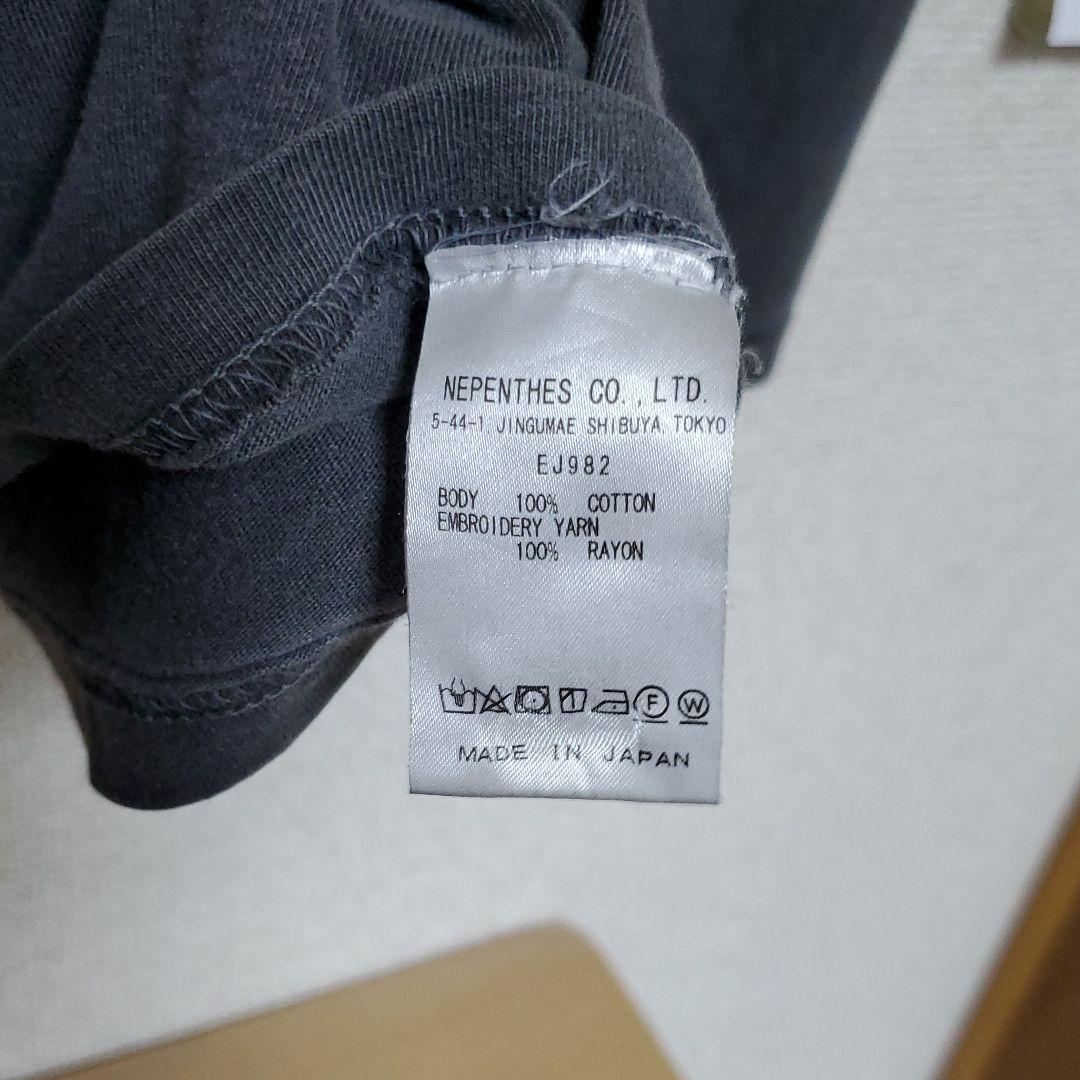 NEPENTHES CO.,LTD.
5-44-1 JINGUMAE SHIBUYA TOKYO
EJ982
BODY 100% COTTON
EMBROIDERY YARN
100% RAYON
F W
MADE IN JAPAN